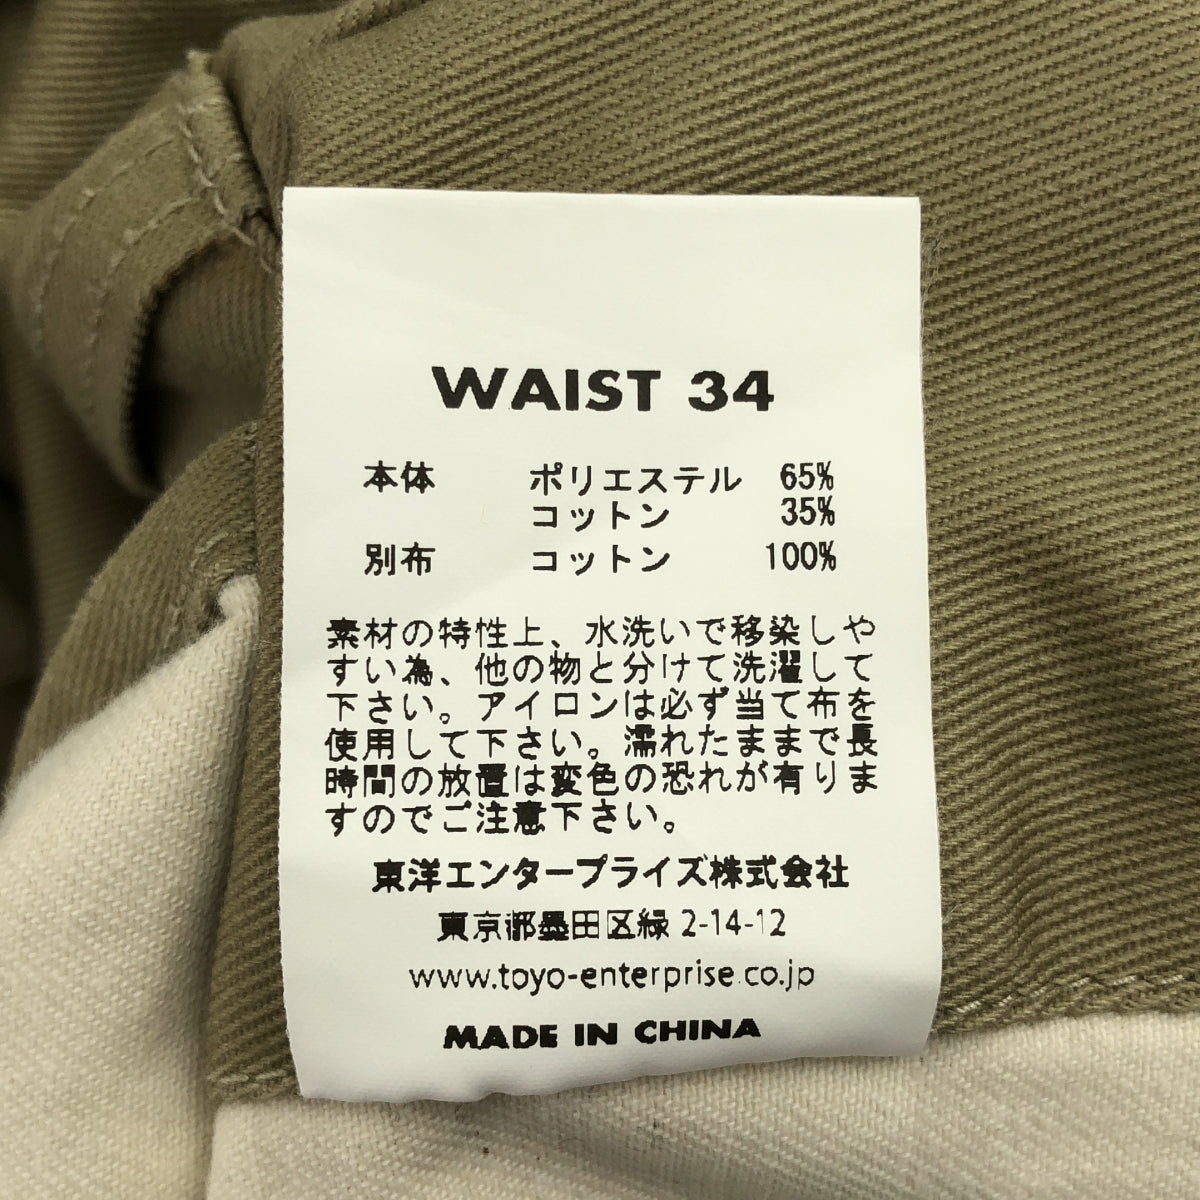 WAIST 34
本体 ポリエステル 65%
コットン 35%
別布 コットン 100%
素材の特性上、水洗いで移染しや
すい為、他の物と分けて洗濯して
下さい。アイロンは必ず当て布を
使用して下さい。濡れたままで長
時間の放置は変色の恐れが有りま
すのでご注意下さい。
東洋エンタープライズ株式会社
東京都墨田区緑 2-14-12
www.toyo-enterprise.co.jp
MADE IN CHINA